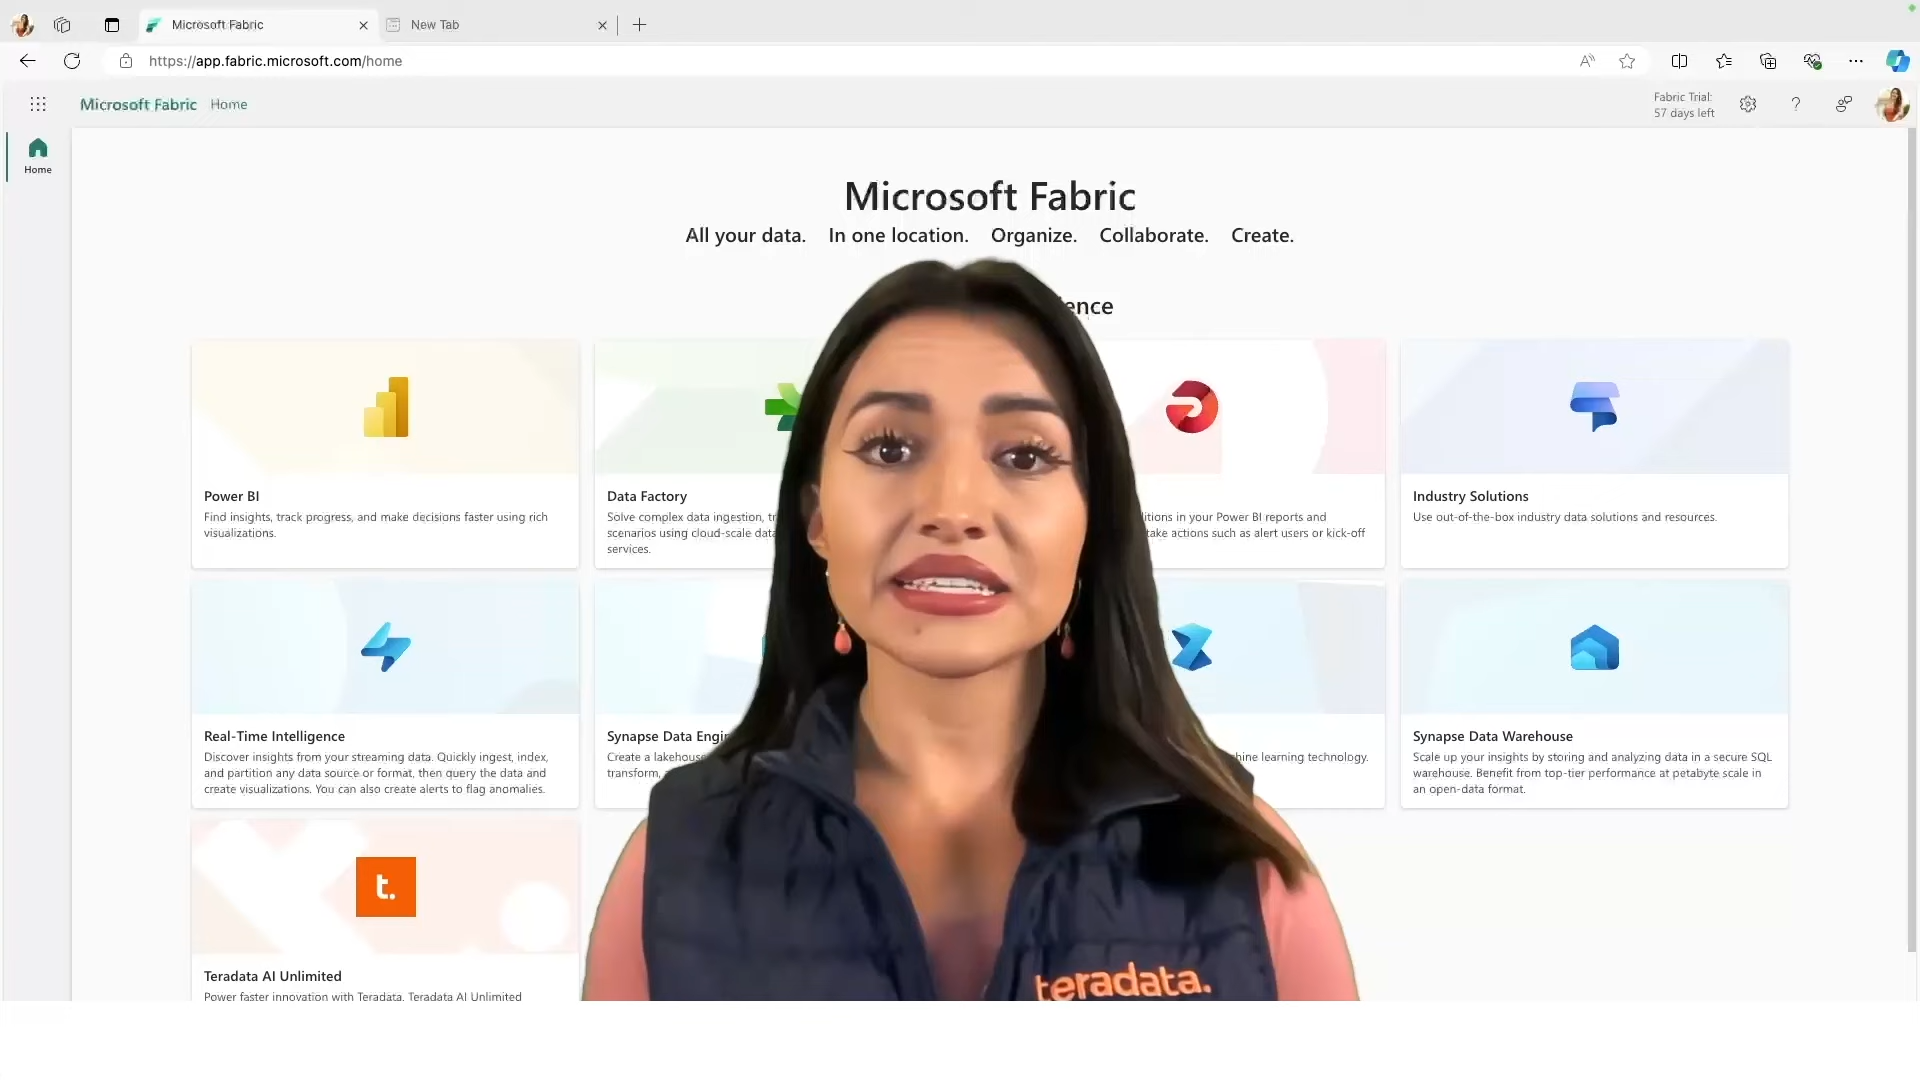 Microsoft Fabric
New Tab
https://app.fabric.microsoft.com/home
Microsoft Fabric Home
Fabric Trial:
57 days left
Home
Microsoft Fabric
All your data. In one location. Organize. Collaborate. Create.
ence
Power BI
Find insights, track progress, and make decisions faster using rich
visualizations.
Data Factory
Solve complex data ingestion,
scenarios using cloud-scale
services.
in your Power BI reports and
take actions such as alert users or kick-off
Industry Solutions
Use out-of-the-box industry data solutions and resources.
Real-Time Intelligence
Discover insights from your streaming data. Quickly ingest, index,
and partition any data source or format, then query the data and
create visualizations. You can also create alerts to flag anomalies.
Synapse Data
Create a
transform,
learning technology.
Synapse Data Warehouse
Scale up your insights by storing and analyzing data in a secure SQL
warehouse. Benefit from top-tier performance at petabyte scale in
an open-data format.
t.
Teradata AI Unlimited
Power faster innovation with Teradata. Teradata AI Unlimited
teradata.